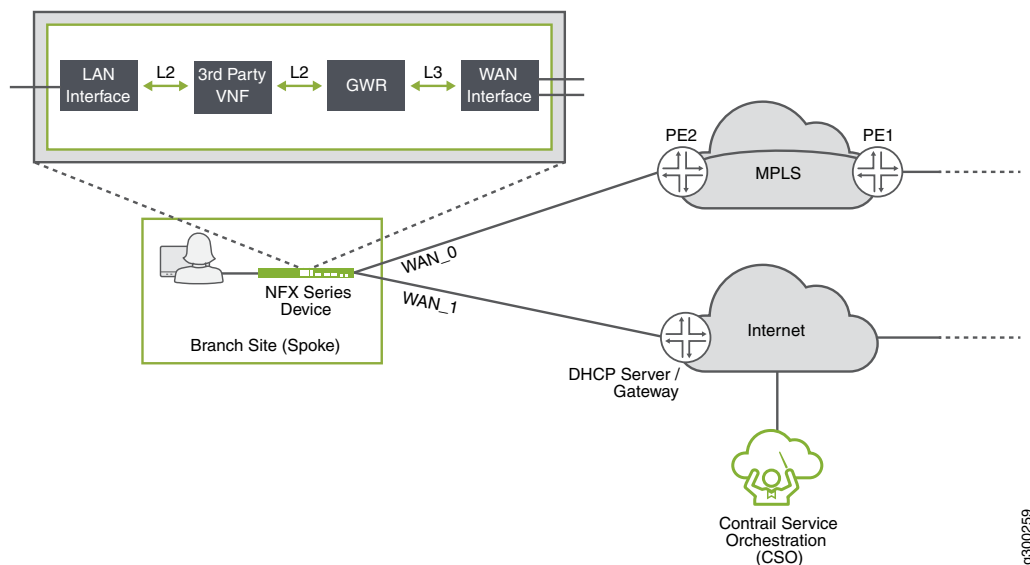 LAN
Interface
L2
3rd Party
VNF
L2
GWR
L3
WAN
Interface
PE2
PE1
MPLS
WAN_0
WAN_1
NFX Series
Device
Branch Site (Spoke)
Internet
DHCP Server /
Gateway
Contrail Service
Orchestration
(CSO)
g300259